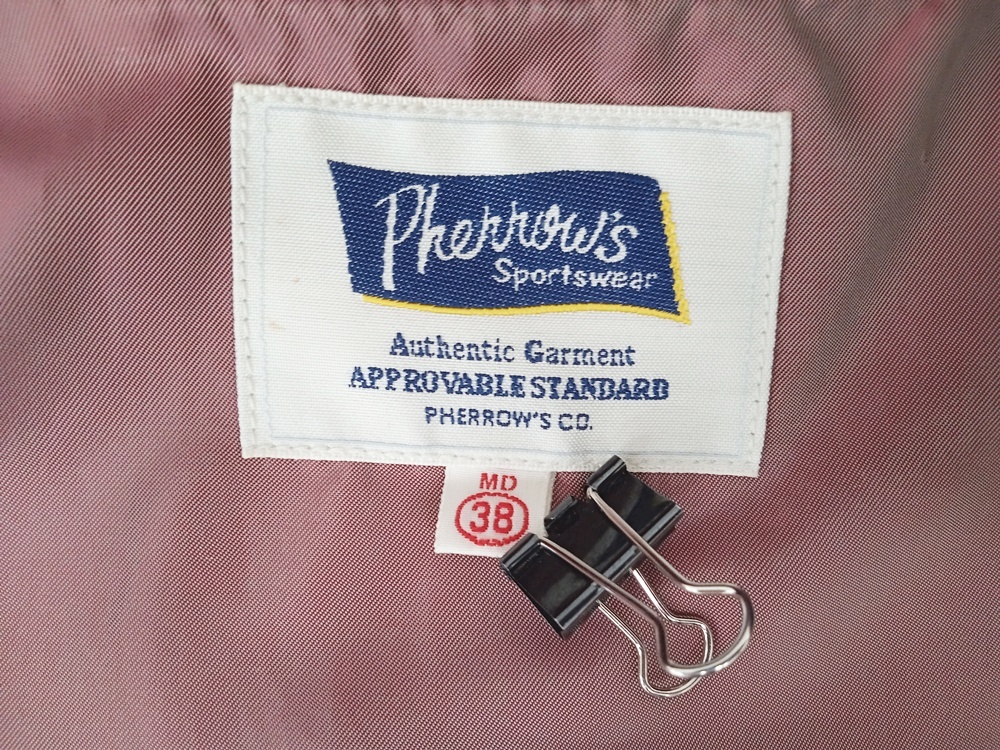 Pherrow's
Sportswear
Authentic Garment
APPROVABLE STANDARD
PHERROW'S CO.
MD
38